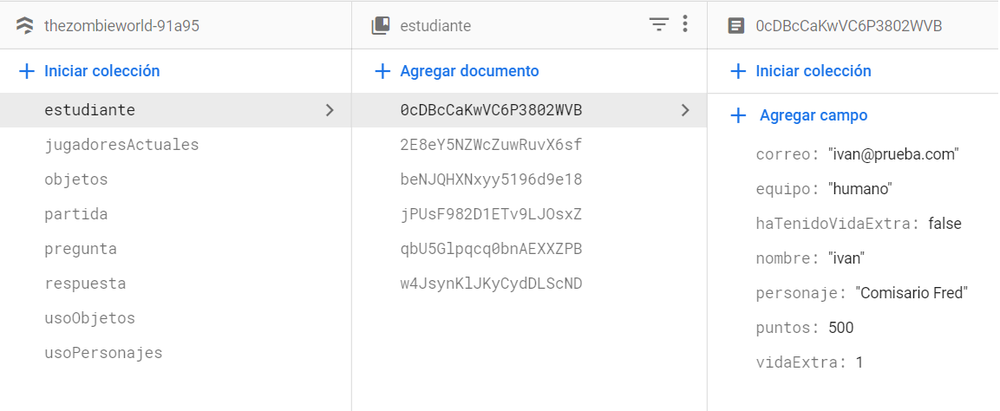 thezombieworld-91a95
Iniciar colección
estudiante
jugadoresActuales
objetos
partida
pregunta
respuesta
usoObjetos
usoPersonajes
estudiante
Agregar documento
0cDBcCaKwVC6P3802WVB
2E8eY5NZWcZuwRuvX6sf
beNJQHXNxyy5196d9e18
jPUsF982D1ETv9LJOsxZ
qbU5Glpqcq0bnAEXXZPB
w4JsynKlJKyCydDLScND
0cDBcCaKwVC6P3802WVB
Iniciar colección
Agregar campo
correo: "ivan@prueba.com"
equipo: "humano"
haTenidoVidaExtra: false
nombre: "ivan"
personaje: "Comisario Fred"
puntos: 500
vidaExtra: 1